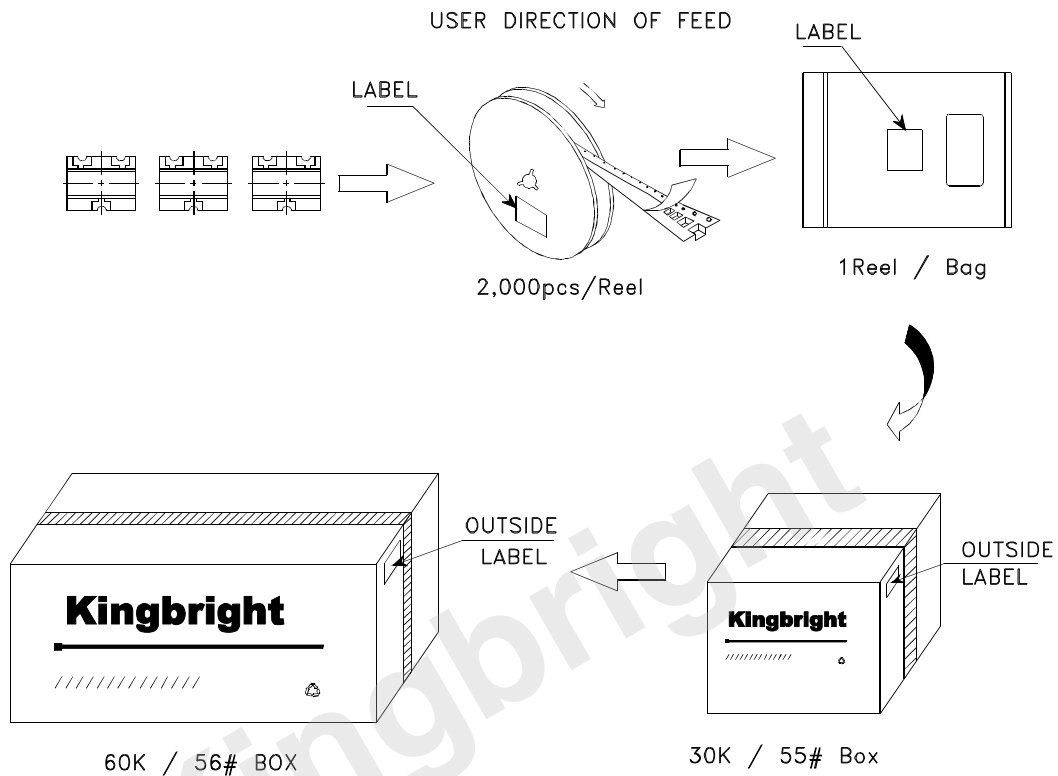 USER DIRECTION OF FEED
LABEL
LABEL
2,000pcs/Reel
1Reel / Bag
OUTSIDE
LABEL
OUTSIDE
LABEL
Kingbright
Kingbright
60K / 56# BOX
30K / 55# Box
Kingbright